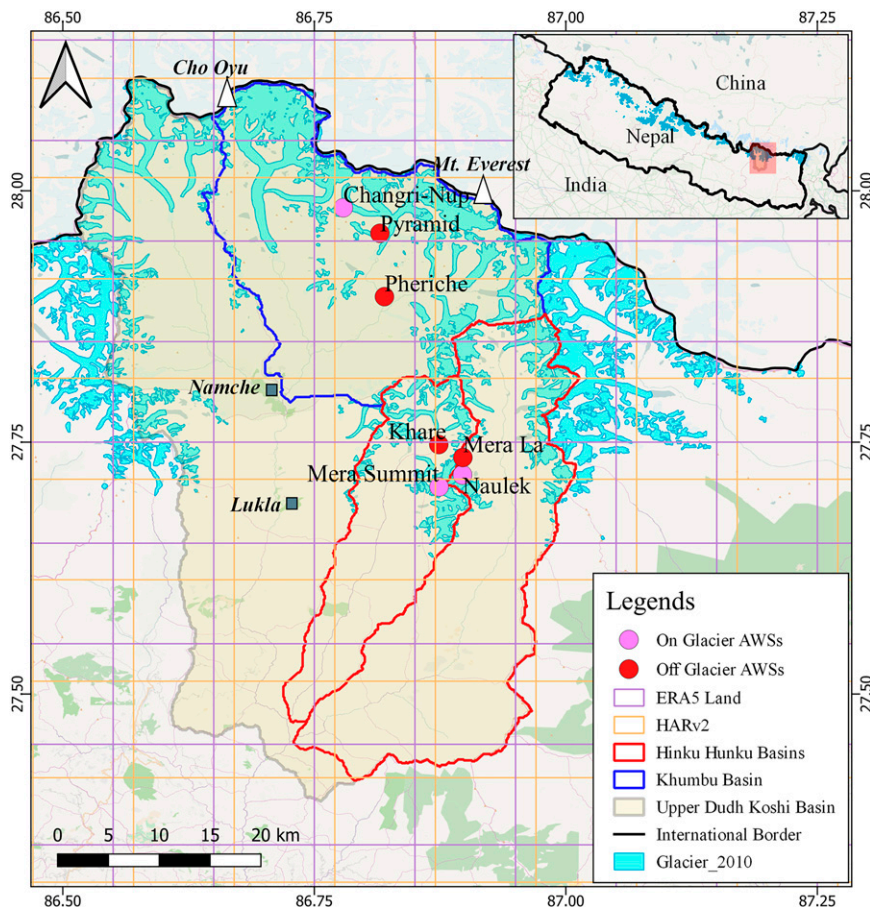 86.50 86.75 87.00 87.25
Cho Oyu
China
Nepal
India
Mt. Everest
28.00 28.00
Changri-Nup
Pyramid
Pheriche
Namche
27.75 27.75
Khare
Mera La
Mera Summit
Naulek
Lukla
Legends
On Glacier AWSs
Off Glacier AWSs
ERA5 Land
HARv2
Hinku Hunku Basins
Khumbu Basin
Upper Dudh Koshi Basin
International Border
Glacier_2010
27.50 27.50
0 5 10 15 20 km
86.50 86.75 87.00 87.25